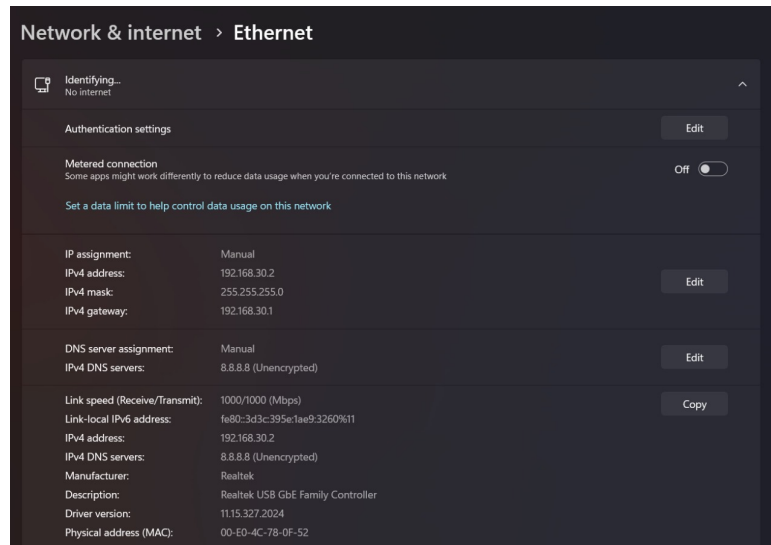 Network & internet > Ethernet
Identifying...
No internet
Authentication settings
Edit
Metered connection
Some apps might work differently to reduce data usage when you're connected to this network
Off
Set a data limit to help control data usage on this network
IP assignment: Manual
IPv4 address: 192.168.30.2
IPv4 mask: 255.255.255.0
IPv4 gateway: 192.168.30.1
Edit
DNS server assignment: Manual
IPv4 DNS servers: 8.8.8.8 (Unencrypted)
Edit
Link speed (Receive/Transmit): 1000/1000 (Mbps)
Copy
Link-local IPv6 address: fe80::3d3c:395e:1ae9:3260%11
IPv4 address: 192.168.30.2
IPv4 DNS servers: 8.8.8.8 (Unencrypted)
Manufacturer: Realtek
Description: Realtek USB GbE Family Controller
Driver version: 11.15.327.2024
Physical address (MAC): 00-E0-4C-78-0F-52